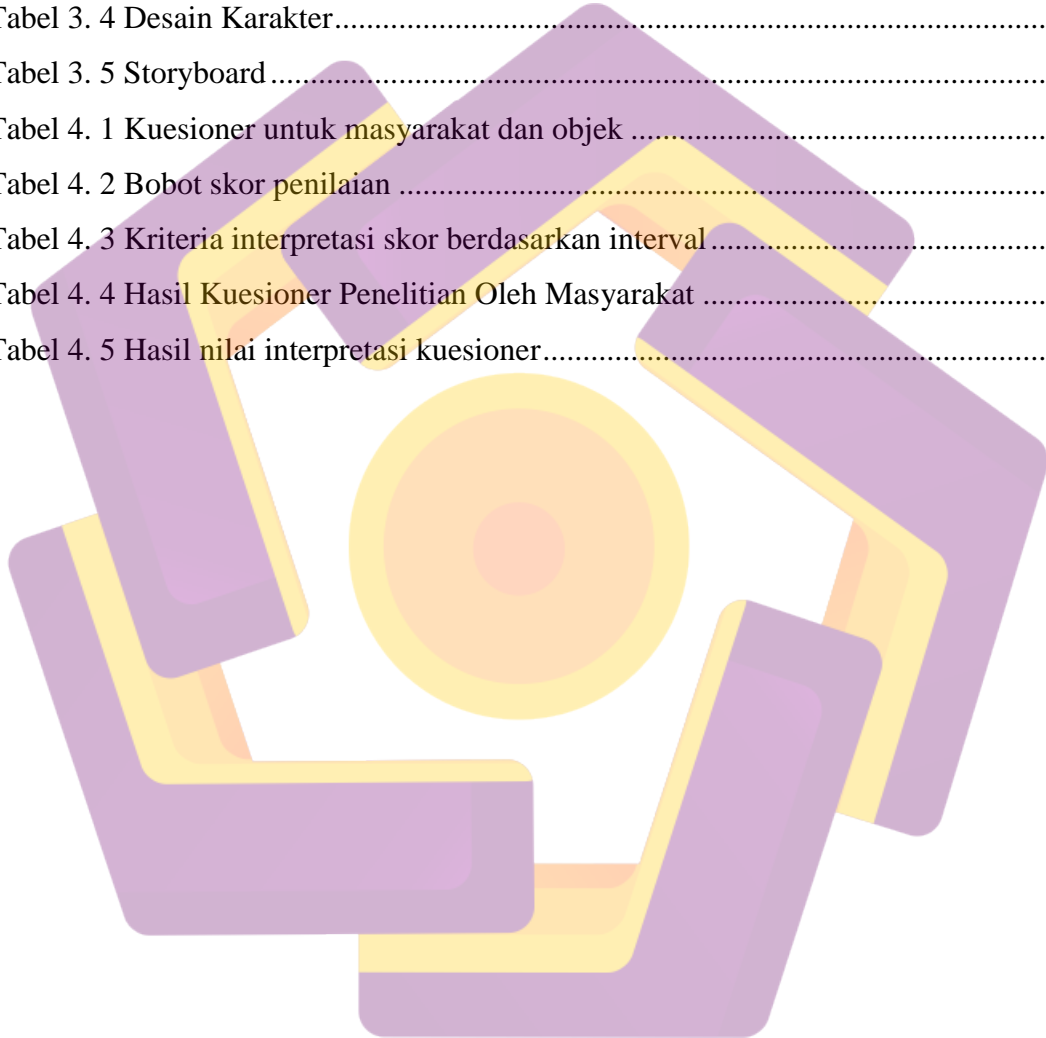 Tabel 3. 4 Desain Karakter.....................................................................................
Tabel 3. 5 Storyboard.............................................................................................
Tabel 4. 1 Kuesioner untuk masyarakat dan objek ..................................................
Tabel 4. 2 Bobot skor penilaian ..............................................................................
Tabel 4. 3 Kriteria interpretasi skor berdasarkan interval.........................................
Tabel 4. 4 Hasil Kuesioner Penelitian Oleh Masyarakat ..........................................
Tabel 4. 5 Hasil nilai interpretasi kuesioner.............................................................